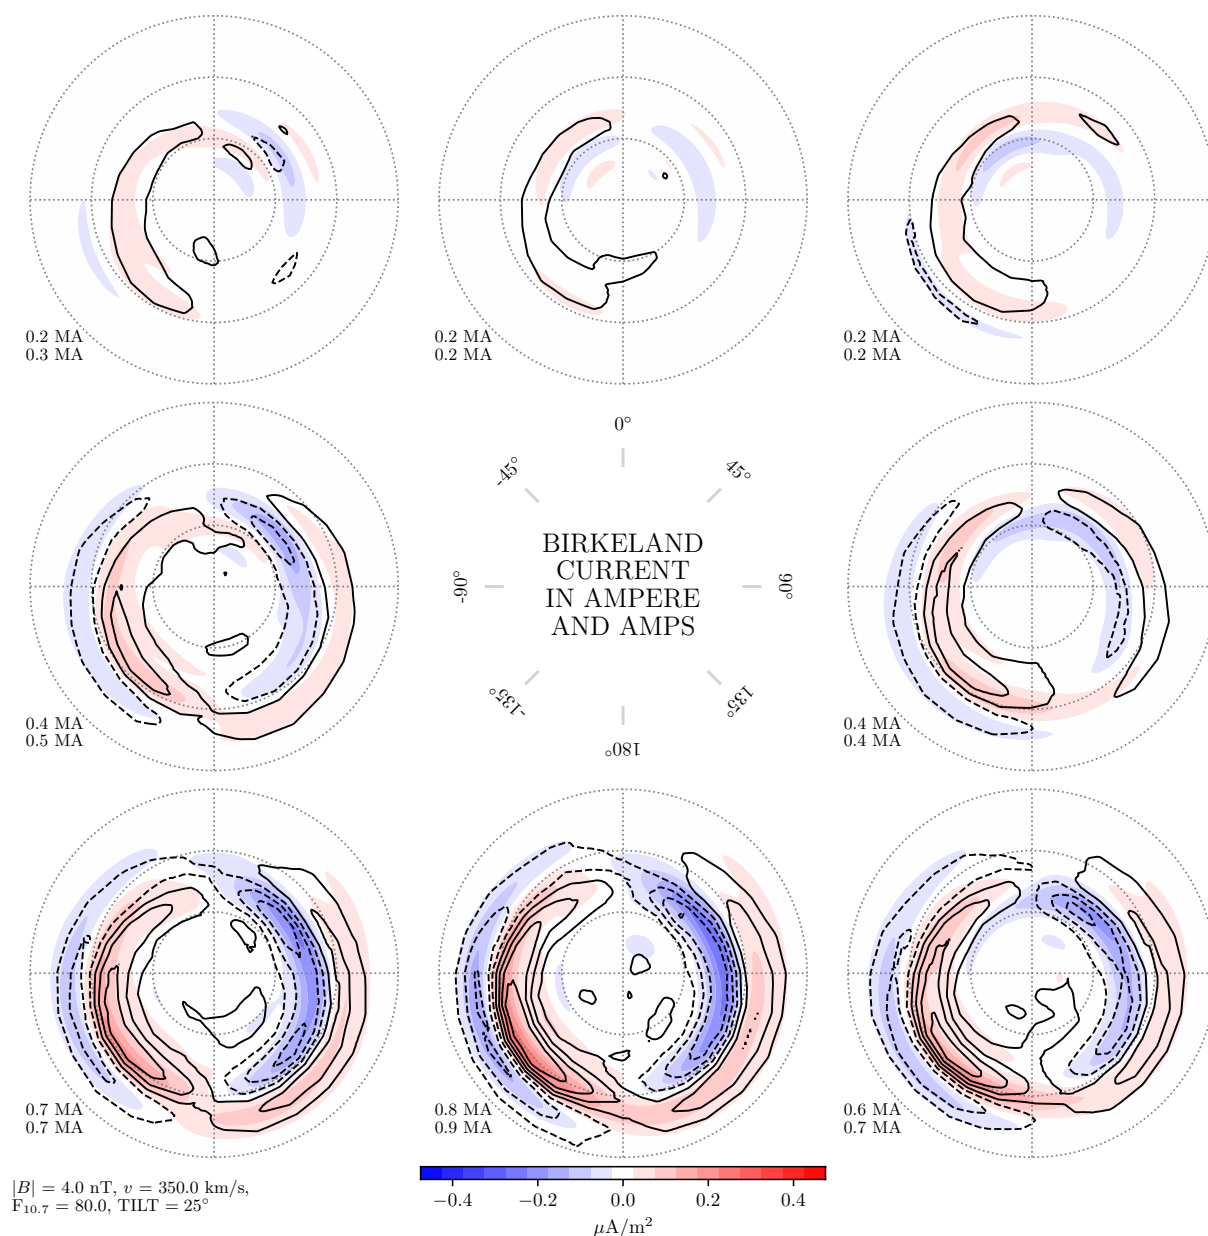 0.2 MA
0.3 MA
0.2 MA
0.2 MA
0.2 MA
0.2 MA
0°
-45°
45°
-90°
90°
BIRKELAND
CURRENT
IN AMPERE
AND AMPS
-135°
135°
180°
0.4 MA
0.5 MA
0.4 MA
0.4 MA
0.7 MA
0.7 MA
0.8 MA
0.9 MA
0.6 MA
0.7 MA
|B| = 4.0 nT, v = 350.0 km/s,
F₁₀.₇ = 80.0, TILT = 25°
−0.4 −0.2 0.0 0.2 0.4
μA/m²